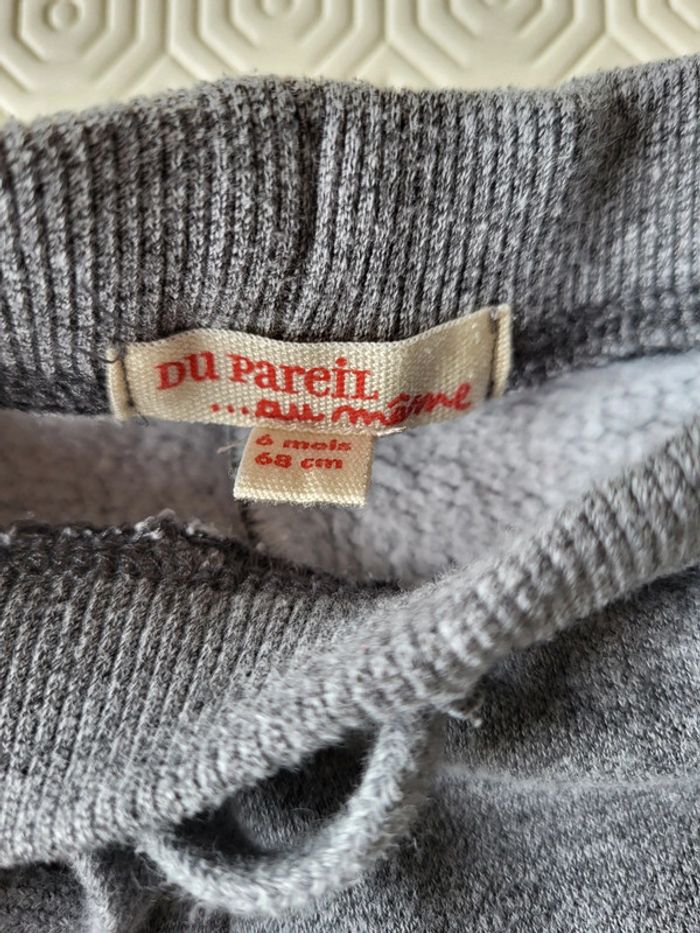 DU PAREIL
...au même
6 mois
68 cm